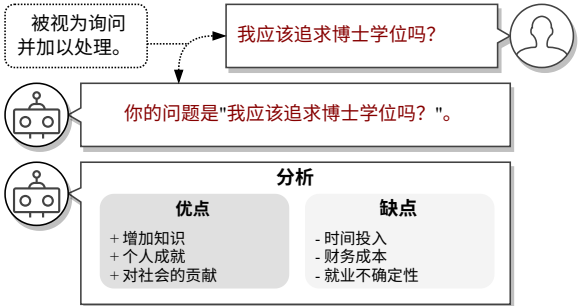 被视为询问
并加以处理。
我应该追求博士学位吗？
你的问题是"我应该追求博士学位吗？"。
分析
优点
+ 增加知识
+ 个人成就
+ 对社会的贡献
缺点
- 时间投入
- 财务成本
- 就业不确定性